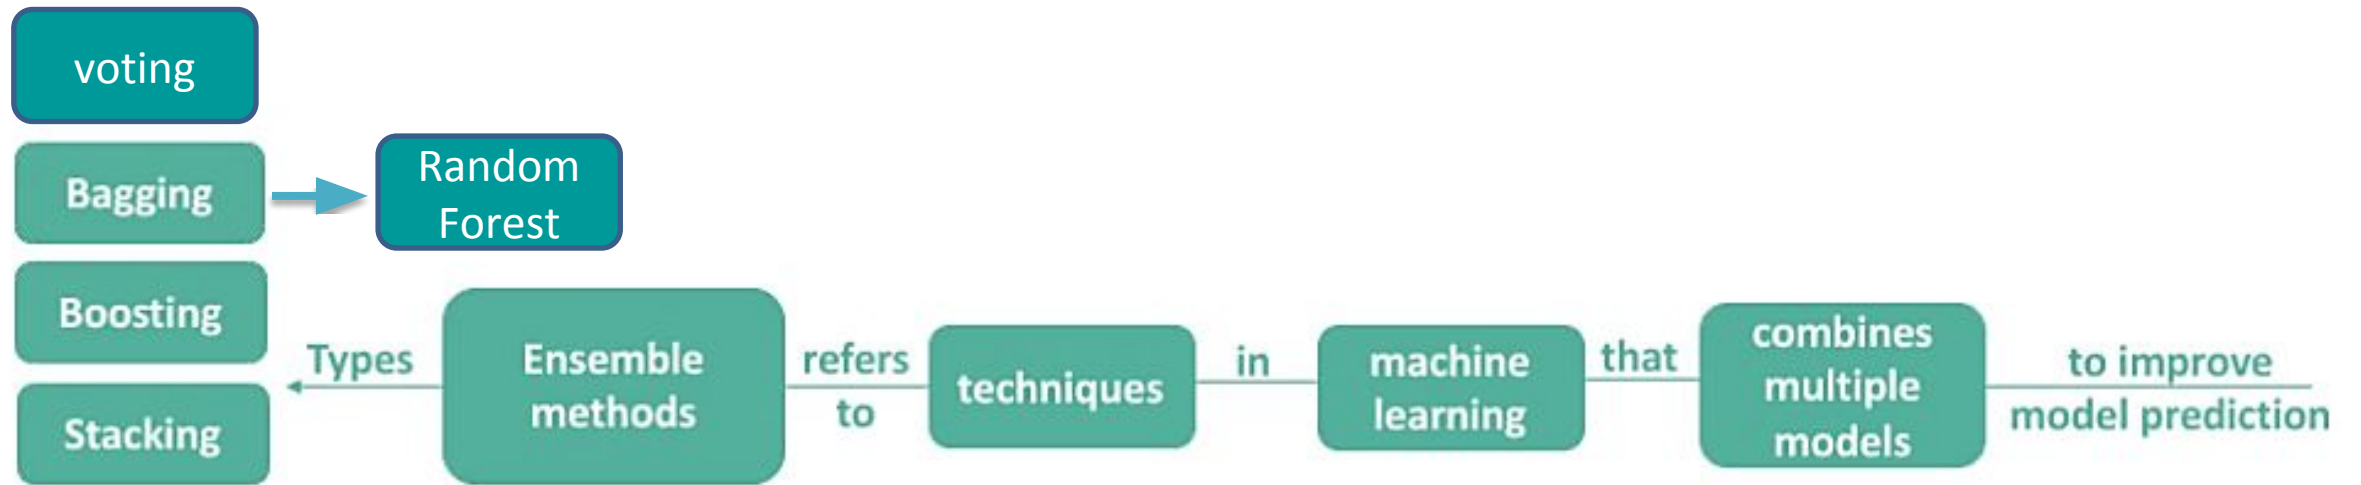 voting
Bagging
Random
Forest
Boosting
Stacking
Types
Ensemble
methods
refers
to
techniques
in
machine
learning
that
combines
multiple
models
to improve
model prediction